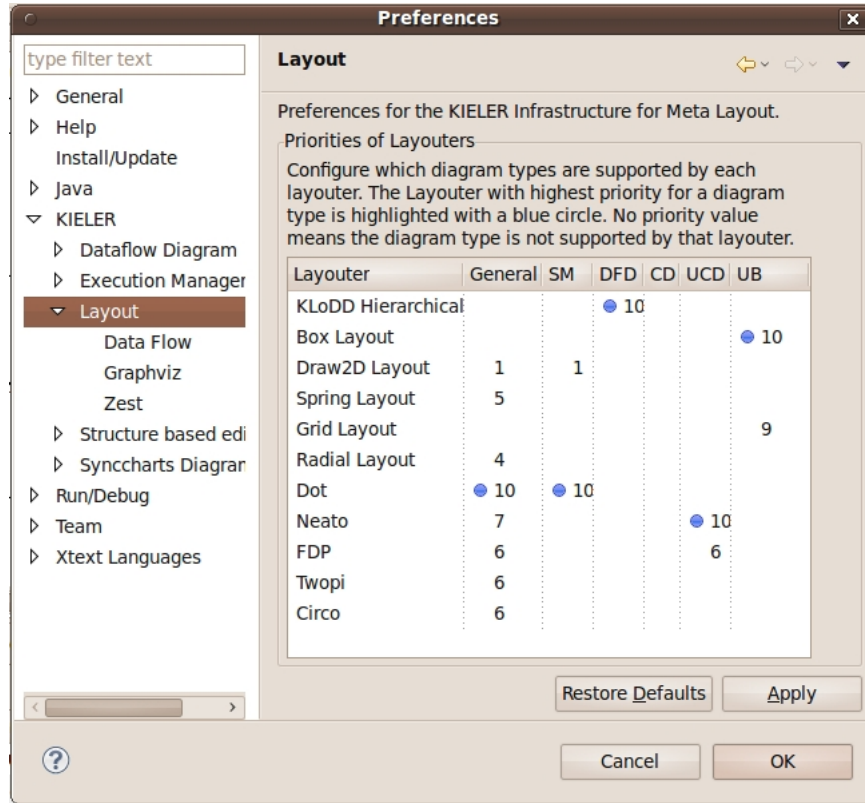 Preferences
type filter text
General
Help
Install/Update
Java
KIELER
Dataflow Diagram
Execution Manager
Layout
Data Flow
Graphviz
Zest
Structure based edi
Synccharts Diagran
Run/Debug
Team
Xtext Languages
Layout
Preferences for the KIELER Infrastructure for Meta Layout.
Priorities of Layouters
Configure which diagram types are supported by each
layouter. The Layouter with highest priority for a diagram
type is highlighted with a blue circle. No priority value
means the diagram type is not supported by that layouter.
Layouter General SM DFD CD UCD UB
KLoDD Hierarchical 10
Box Layout 10
Draw2D Layout 1 1
Spring Layout 5
Grid Layout 9
Radial Layout 4
Dot 10 10
Neato 7 10
FDP 6 6
Twopi 6
Circo 6
Restore Defaults Apply
Cancel OK